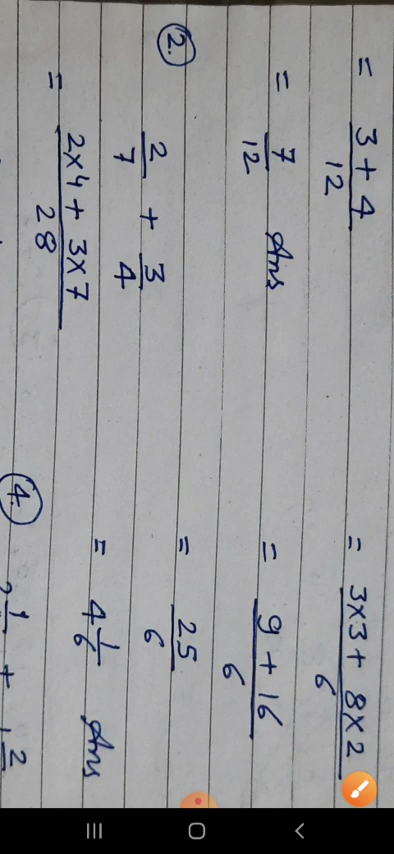 = 3 + 4 / 12
= 7/12 Ans
② 2/7 + 3/4
= 2×4 + 3×7 / 28
= 3×3 + 8×2 / 6
= 9 + 16 / 6
= 25/6
= 4 1/6 Ans
④